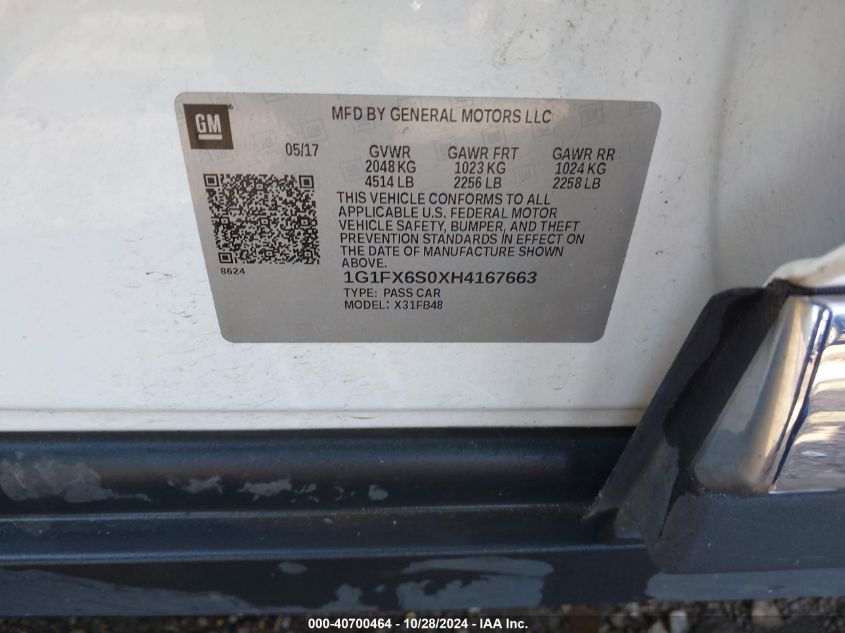 GM
MFD BY GENERAL MOTORS LLC
05/17
GVWR GAWR FRT GAWR RR
2048 KG 1023 KG 1024 KG
4514 LB 2256 LB 2258 LB
THIS VEHICLE CONFORMS TO ALL
APPLICABLE U.S. FEDERAL MOTOR
VEHICLE SAFETY, BUMPER, AND THEFT
PREVENTION STANDARDS IN EFFECT ON
THE DATE OF MANUFACTURE SHOWN
ABOVE.
8624
1G1FX6S0XH4167663
TYPE: PASS CAR
MODEL: X31FB48
000-40700464 - 10/28/2024 - IAA Inc.